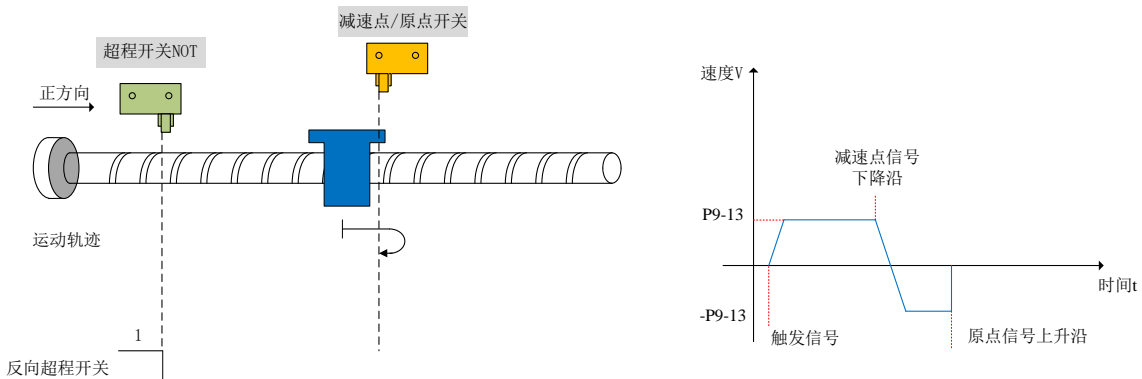 减速点/原点开关
超程开关NOT
正方向
运动轨迹
1
反向超程开关
速度V
减速点信号
下降沿
P9-13
时间t
-P9-13
触发信号
原点信号上升沿